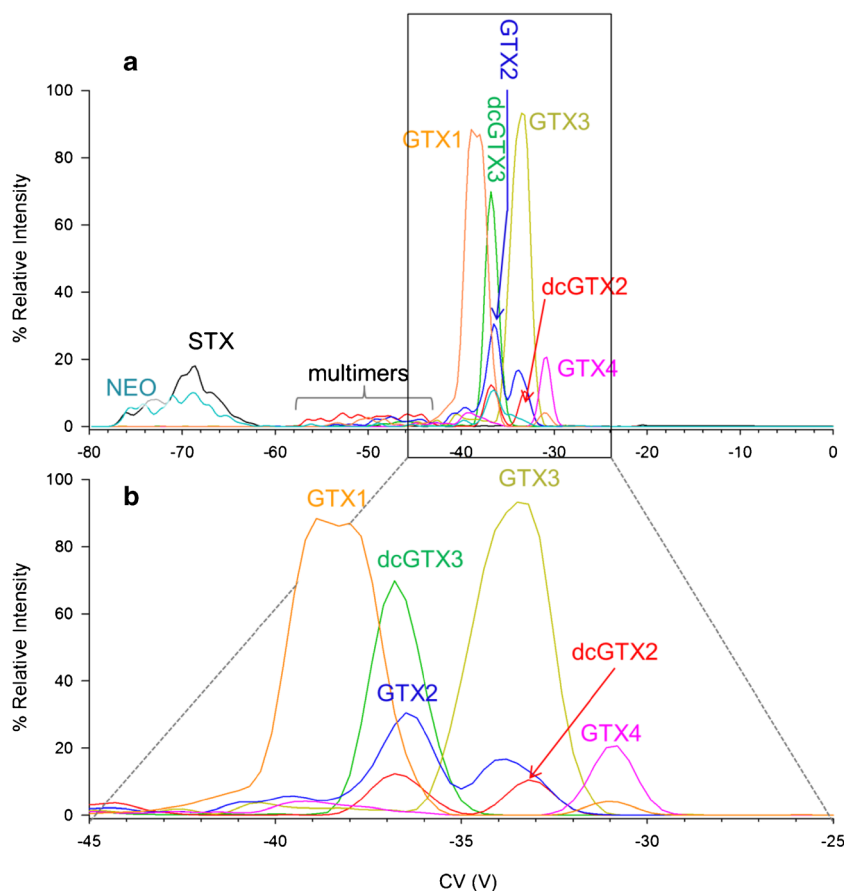 a
GTX2
dcGTX3
GTX1
GTX3
dcGTX2
GTX4
STX
NEO
multimers
% Relative Intensity
100
80
60
40
20
0
-80 -70 -60 -50 -40 -30 -20 -10 0
b
GTX1
GTX3
dcGTX3
dcGTX2
GTX2
GTX4
% Relative Intensity
100
80
60
40
20
0
-45 -40 -35 -30 -25
CV (V)